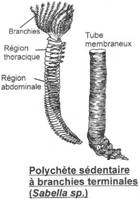 Branchies
Région
thoracique
Région
abdominale
Tube
membraneux
Polychète sédentaire
à branchies terminales
(Sabella sp.)